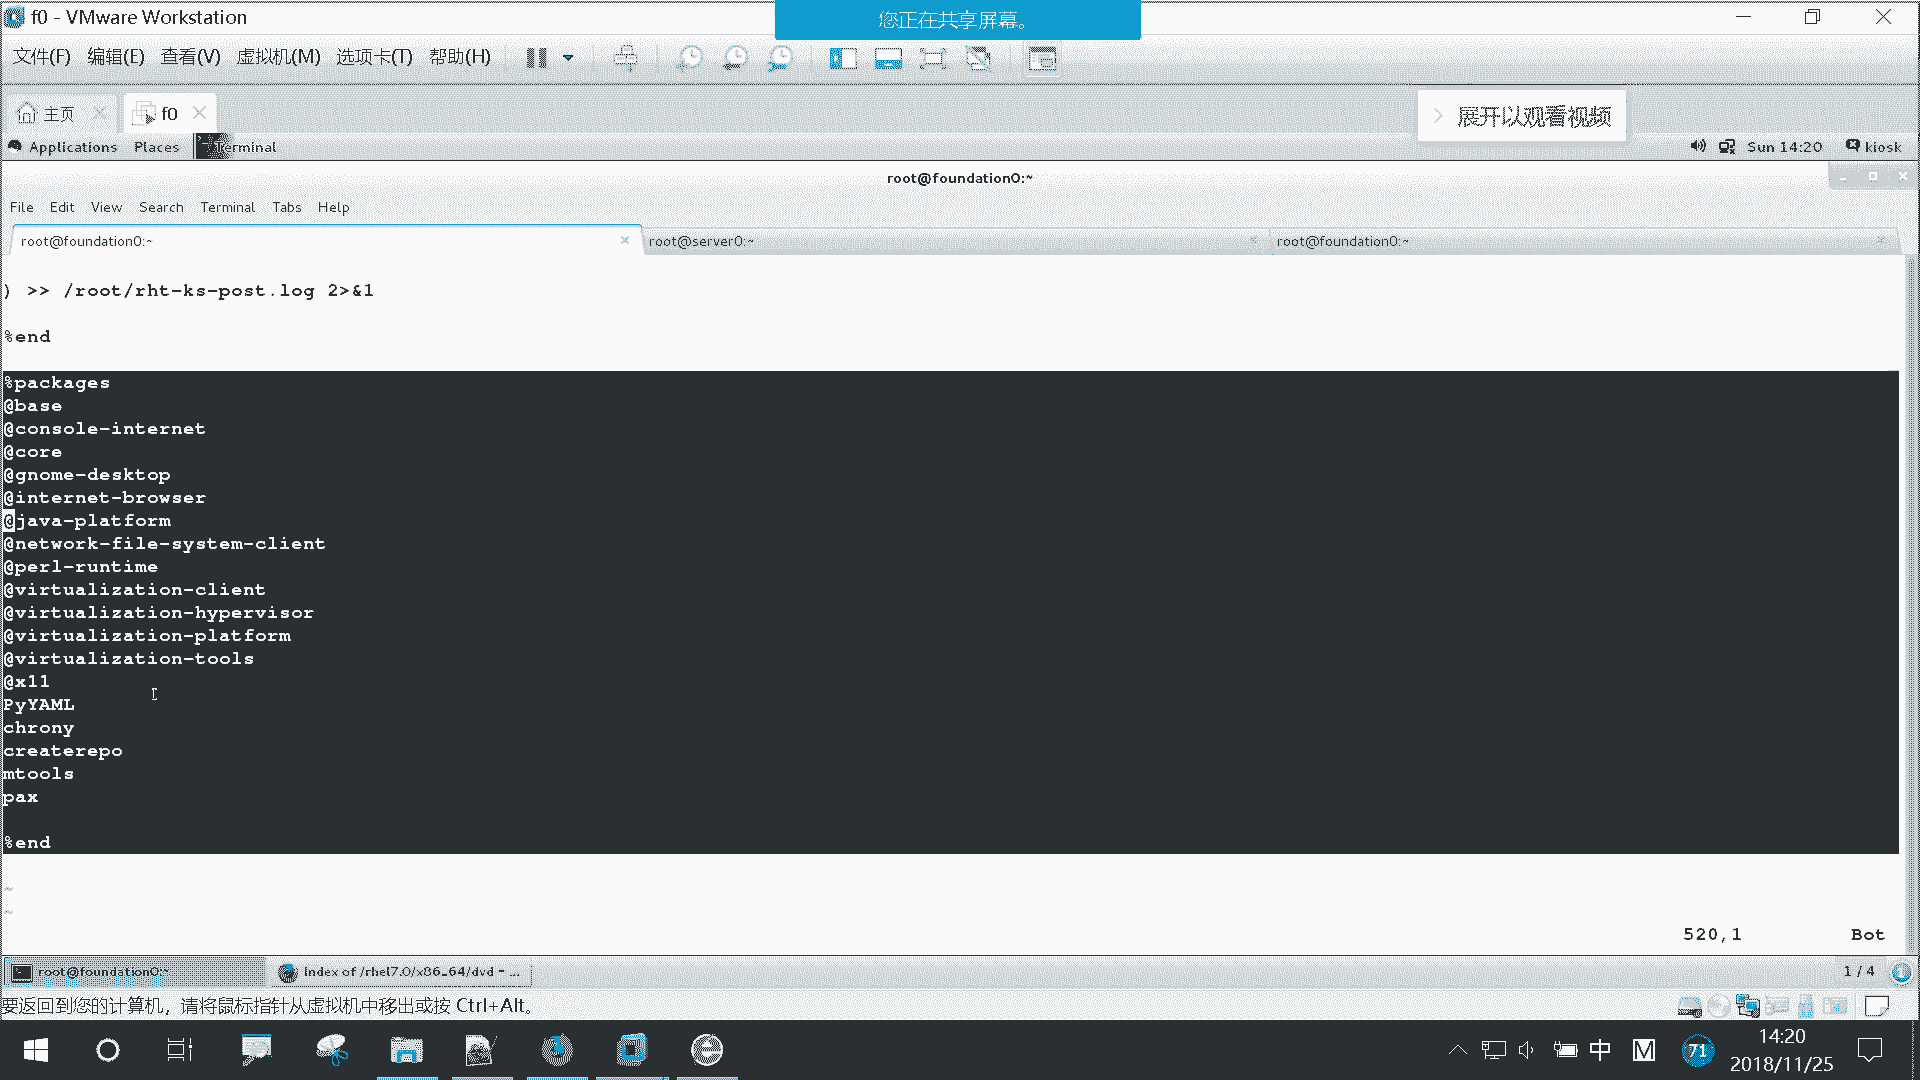 f0 - VMware Workstation
您正在共享屏幕。
文件(F) 编辑(E) 查看(V) 虚拟机(M) 选项卡(T) 帮助(H)
主页
f0
展开以观看视频
Applications Places Terminal
Sun 14:20 kiosk
root@foundation0:~
File Edit View Search Terminal Tabs Help
root@foundation0:~
root@server0:~
root@foundation0:~
) >> /root/rht-ks-post.log 2>&1
%end
%packages
@base
@console-internet
@core
@gnome-desktop
@internet-browser
@java-platform
@network-file-system-client
@perl-runtime
@virtualization-client
@virtualization-hypervisor
@virtualization-platform
@virtualization-tools
@x11
PyYAML
chrony
createrepo
mtools
pax
%end
~
~
520,1 Bot
root@foundation0:~
Index of /rhel7.0/x86_64/dvd - ...
1 / 4
要返回到您的计算机，请将鼠标指针从虚拟机中移出或按 Ctrl+Alt。
中
M
71
14:20
2018/11/25